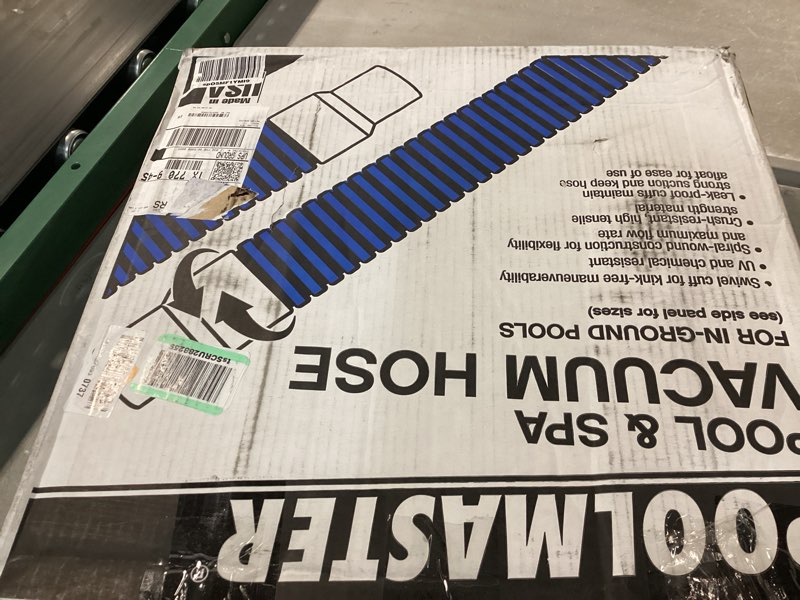 POOLMASTER®
POOL & SPA
VACUUM HOSE
FOR IN-GROUND POOLS
(see side panel for sizes)
• Swivel cuff for kink-free maneuverability
• UV and chemical resistant
• Spiral-wound construction for flexibility
and maximum flow rate
• Crush-resistant, high tensile
strength material
• Leak-proof cuffs maintain
strong suction and keep hose
afloat for ease of use
Made in
USA
UPS GROUND
RS
0737